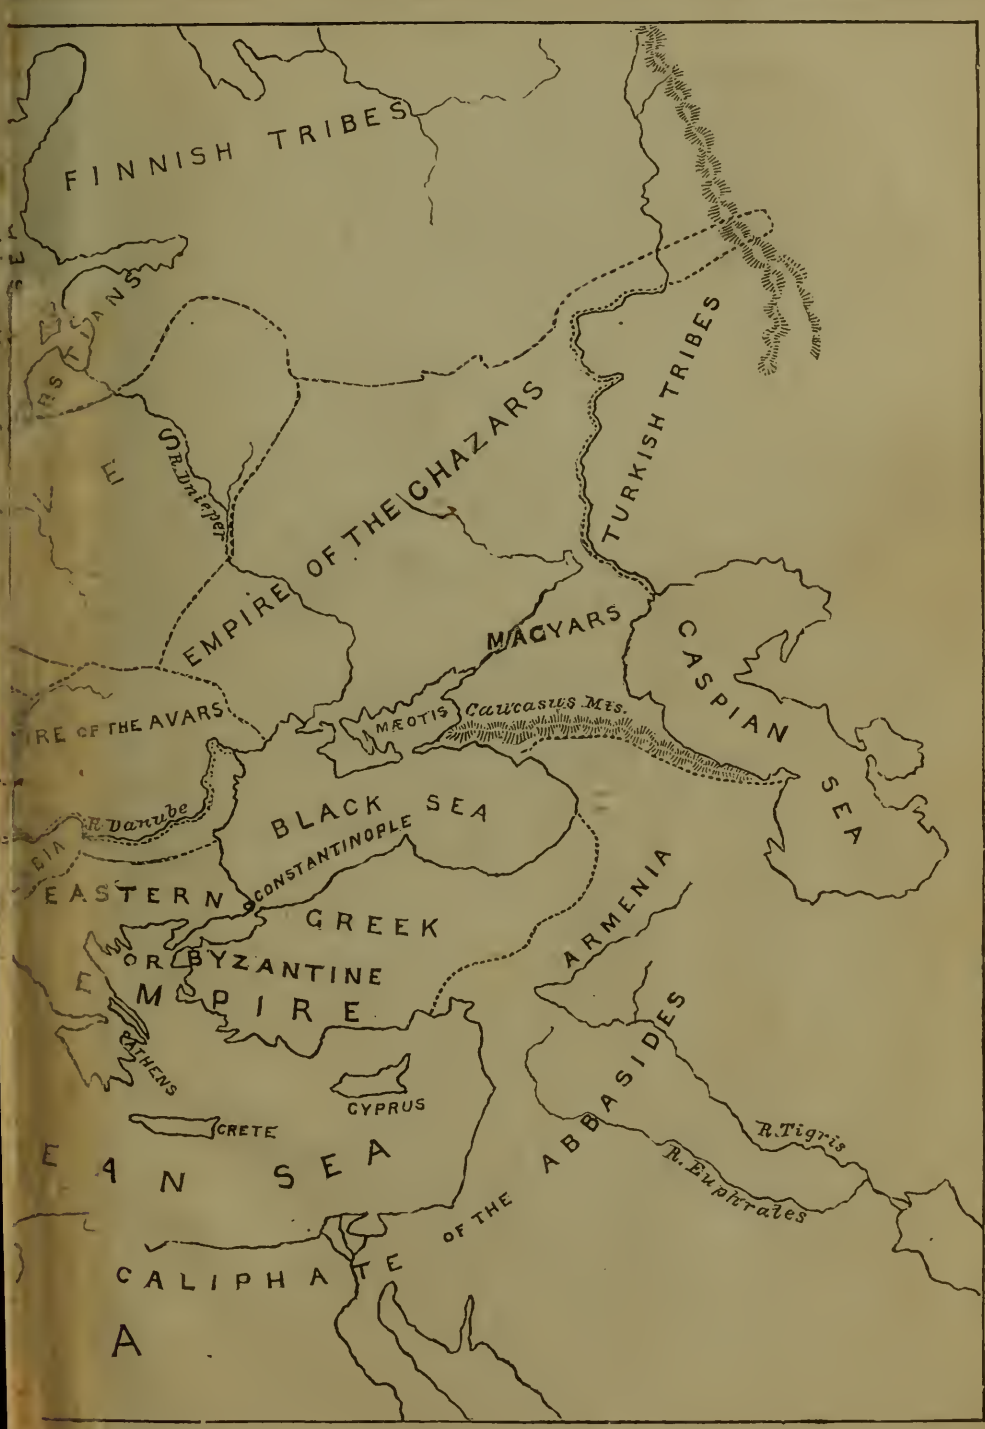 FINNISH TRIBES
TURKISH TRIBES
R. Dnieper
EMPIRE OF THE CHAZARS
MAGYARS
CASPIAN SEA
RE OF THE AVARS
MÆOTIS
Caucasus Mts.
R. Danube
BLACK SEA
CONSTANTINOPLE
EASTERN
GREEK
OR BYZANTINE
EMPIRE
ARMENIA
ATHENS
CYPRUS
CRETE
EAN SEA
R. Tigris
R. Euphrates
CALIPHATE OF THE ABBASIDES
A